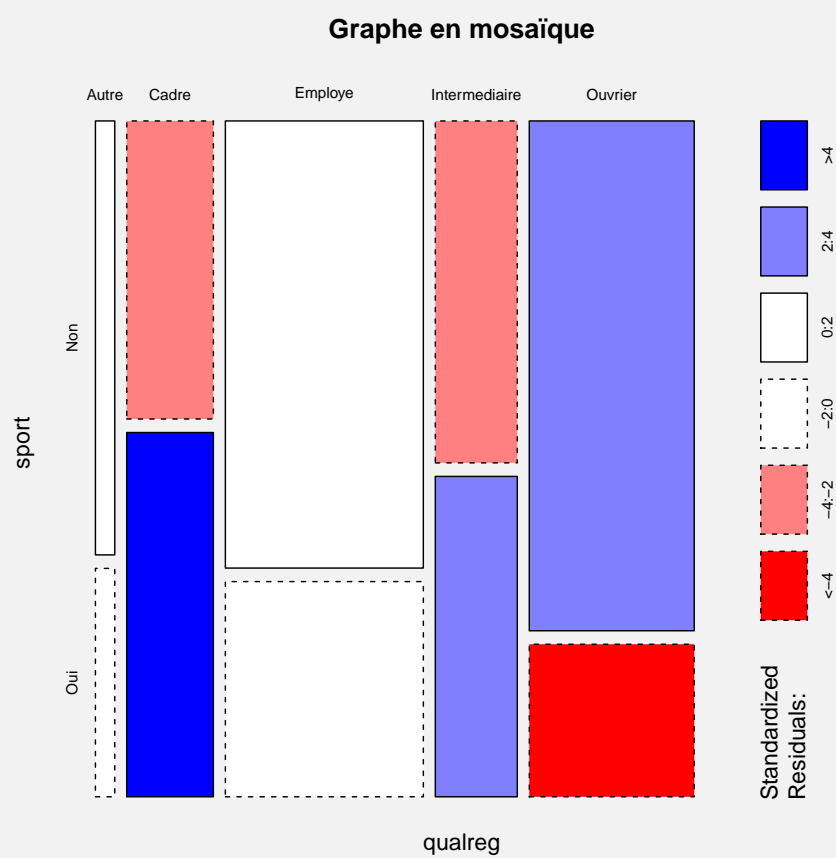 Graphe en mosaïque
Autre Cadre Employe Intermediaire Ouvrier
Non
Oui
sport
qualreg
>4
2:4
0:2
−2:0
−4:−2
<−4
Standardized
Residuals: